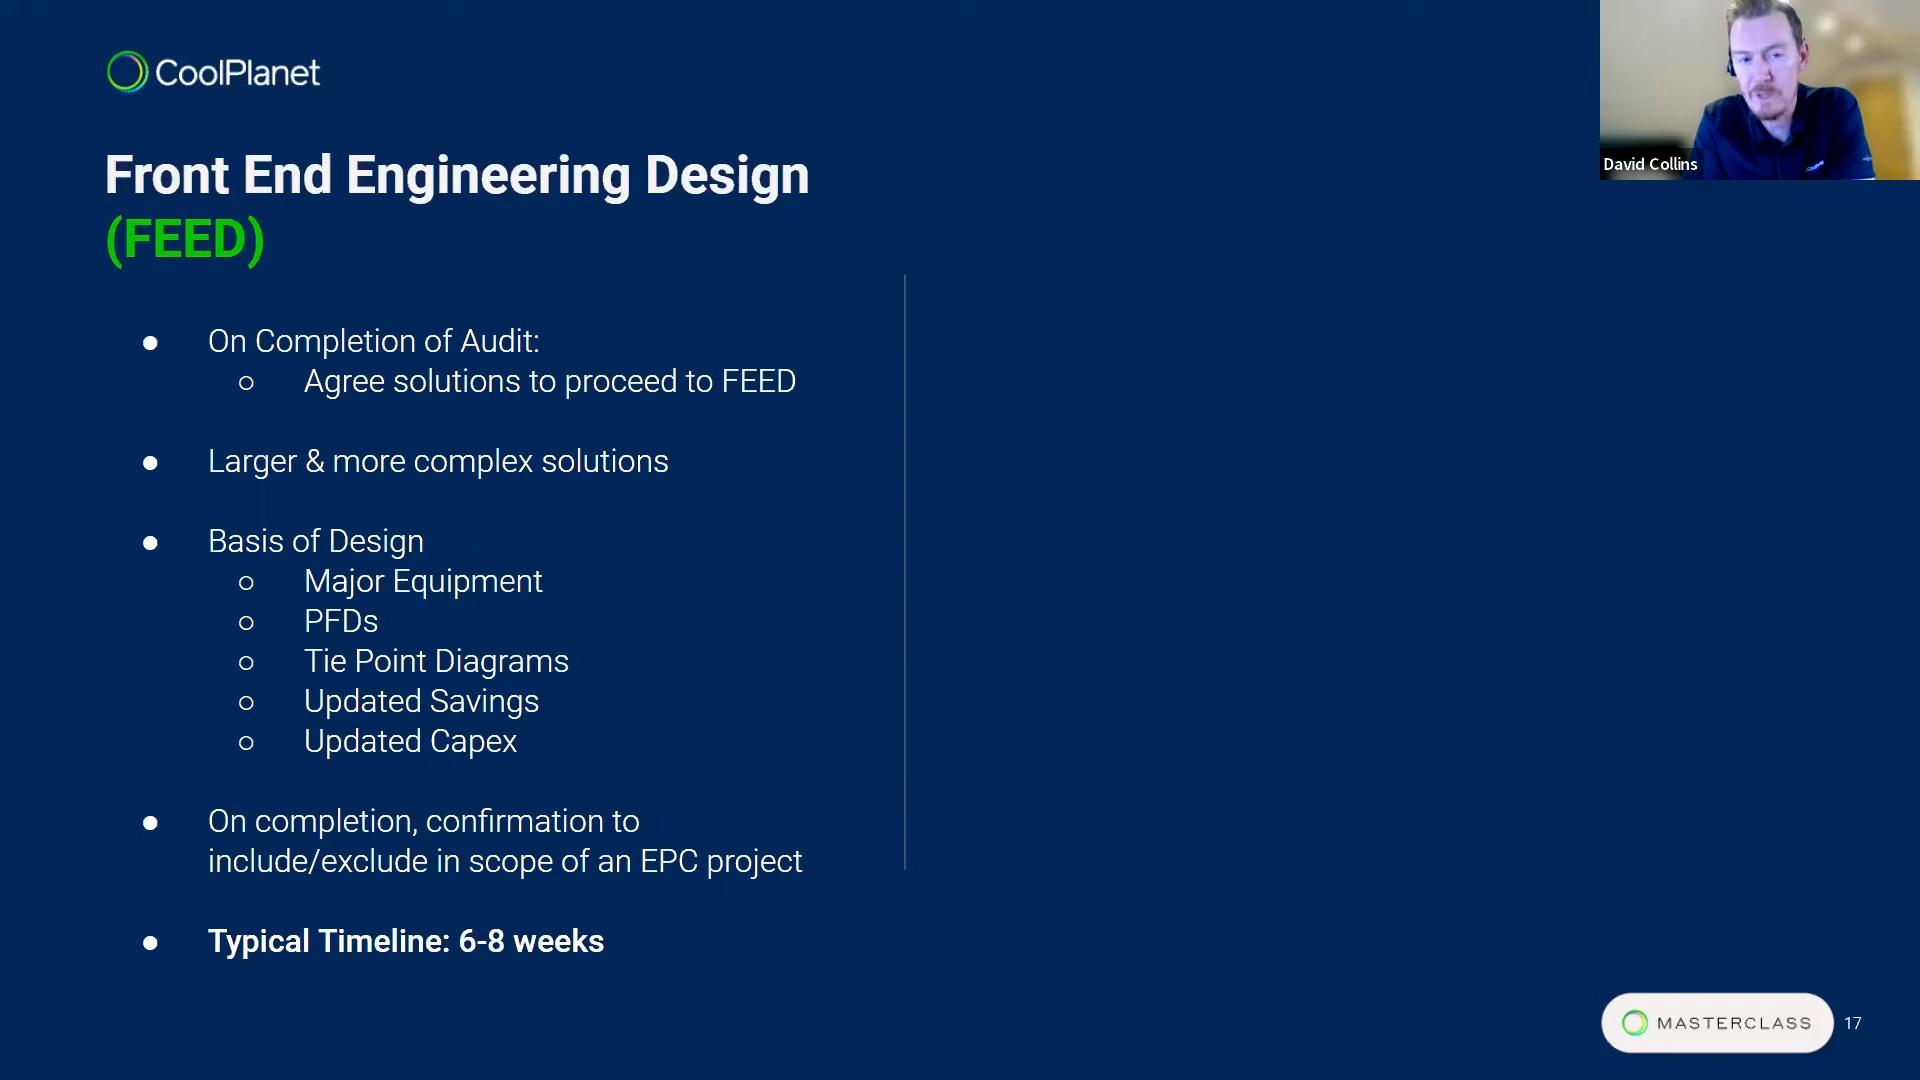 CoolPlanet
David Collins
Front End Engineering Design
(FEED)
● On Completion of Audit:
○ Agree solutions to proceed to FEED
● Larger & more complex solutions
● Basis of Design
○ Major Equipment
○ PFDs
○ Tie Point Diagrams
○ Updated Savings
○ Updated Capex
● On completion, confirmation to
include/exclude in scope of an EPC project
● Typical Timeline: 6-8 weeks
MASTERCLASS
17